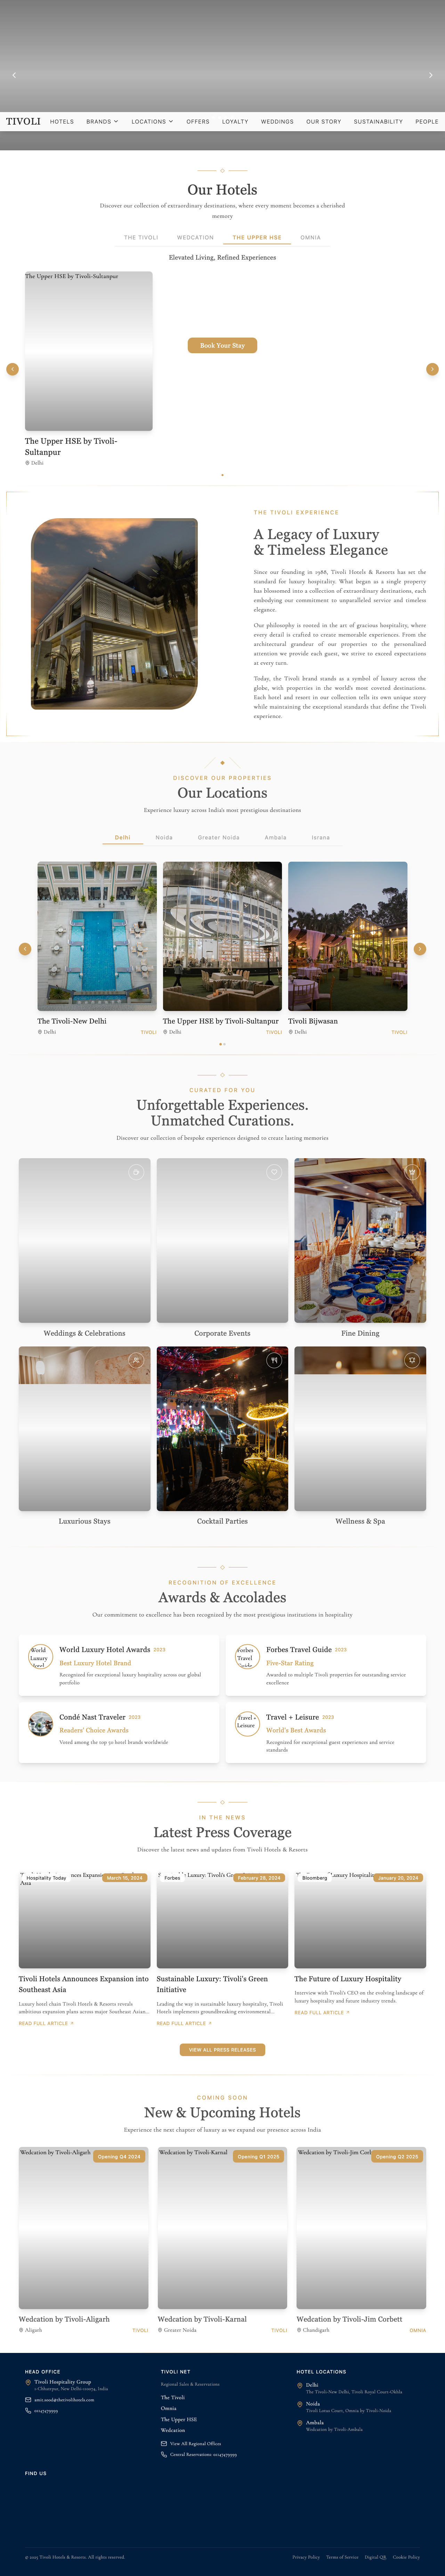 TIVOLI HOTELS BRANDS LOCATIONS OFFERS LOYALTY WEDDINGS OUR STORY SUSTAINABILITY PEOPLE
Our Hotels
Discover our collection of extraordinary destinations, where every moment becomes a cherished
memory
THE TIVOLI WEDCATION THE UPPER HSE OMNIA
Elevated Living, Refined Experiences
The Upper HSE by Tivoli-Sultanpur
Book Your Stay
The Upper HSE by Tivoli-
Sultanpur
Delhi
THE TIVOLI EXPERIENCE
A Legacy of Luxury
& Timeless Elegance
Since our founding in 1988, Tivoli Hotels & Resorts has set the
standard for luxury hospitality. What began as a single property
has blossomed into a collection of extraordinary destinations, each
embodying our commitment to unparalleled service and timeless
elegance.
Our philosophy is rooted in the art of gracious hospitality, where
every detail is crafted to create memorable experiences. From the
architectural grandeur of our properties to the personalized
attention we provide each guest, we strive to exceed expectations
at every turn.
Today, the Tivoli brand stands as a symbol of luxury across the
globe, with properties in the world's most coveted destinations.
Each hotel and resort in our collection tells its own unique story
while maintaining the exceptional standards that define the Tivoli
experience.
DISCOVER OUR PROPERTIES
Our Locations
Experience luxury across India's most prestigious destinations
Delhi Noida Greater Noida Ambala Israna
The Tivoli-New Delhi
Delhi TIVOLI
The Upper HSE by Tivoli-Sultanpur
Delhi TIVOLI
Tivoli Bijwasan
Delhi TIVOLI
CURATED FOR YOU
Unforgettable Experiences.
Unmatched Curations.
Discover our collection of bespoke experiences designed to create lasting memories
Weddings & Celebrations
Corporate Events
Fine Dining
Luxurious Stays
Cocktail Parties
Wellness & Spa
RECOGNITION OF EXCELLENCE
Awards & Accolades
Our commitment to excellence has been recognized by the most prestigious institutions in hospitality
World
Luxury
Hotel
World Luxury Hotel Awards 2023
Best Luxury Hotel Brand
Recognized for exceptional luxury hospitality across our global
portfolio
Forbes
Travel
Guide
Forbes Travel Guide 2023
Five-Star Rating
Awarded to multiple Tivoli properties for outstanding service
excellence
Condé Nast Traveler 2023
Readers' Choice Awards
Voted among the top 50 hotel brands worldwide
Travel +
Leisure
Travel + Leisure 2023
World's Best Awards
Recognized for exceptional guest experiences and service
standards
IN THE NEWS
Latest Press Coverage
Discover the latest news and updates from Tivoli Hotels & Resorts
Hospitality Today
March 15, 2024
Asia
Tivoli Hotels Announces Expansion into
Southeast Asia
Luxury hotel chain Tivoli Hotels & Resorts reveals
ambitious expansion plans across major Southeast Asian...
READ FULL ARTICLE
Forbes
February 28, 2024
Sustainable Luxury: Tivoli's Green
Initiative
Leading the way in sustainable luxury hospitality, Tivoli
Hotels implements groundbreaking environmental...
READ FULL ARTICLE
Bloomberg
January 20, 2024
The Future of Luxury Hospitality
Interview with Tivoli's CEO on the evolving landscape of
luxury hospitality and future industry trends.
READ FULL ARTICLE
VIEW ALL PRESS RELEASES
COMING SOON
New & Upcoming Hotels
Experience the next chapter of luxury as we expand our presence across India
Wedcation by Tivoli-Aligarh
Opening Q4 2024
Wedcation by Tivoli-Aligarh
Aligarh TIVOLI
Wedcation by Tivoli-Karnal
Opening Q1 2025
Wedcation by Tivoli-Karnal
Greater Noida TIVOLI
Wedcation by Tivoli-Jim
Opening Q2 2025
Wedcation by Tivoli-Jim Corbett
Chandigarh OMNIA
HEAD OFFICE
Tivoli Hospitality Group
1-Chhatarpur, New Delhi-110074, India
TIVOLI NET
Regional Sales & Reservations
The Tivoli
Omnia
The Upper HSE
Wedcation
View All Regional Offices
HOTEL LOCATIONS
Delhi
The Tivoli-New Delhi, Tivoli Royal Court-Okhla
Noida
Tivoli Lotus Court, Omnia by Tivoli-Noida
Ambala
Wedcation by Tivoli-Ambala
FIND US
© 2025 Tivoli Hotels & Resorts. All rights reserved.
Privacy Policy Terms of Service Digital QR Cookie Policy